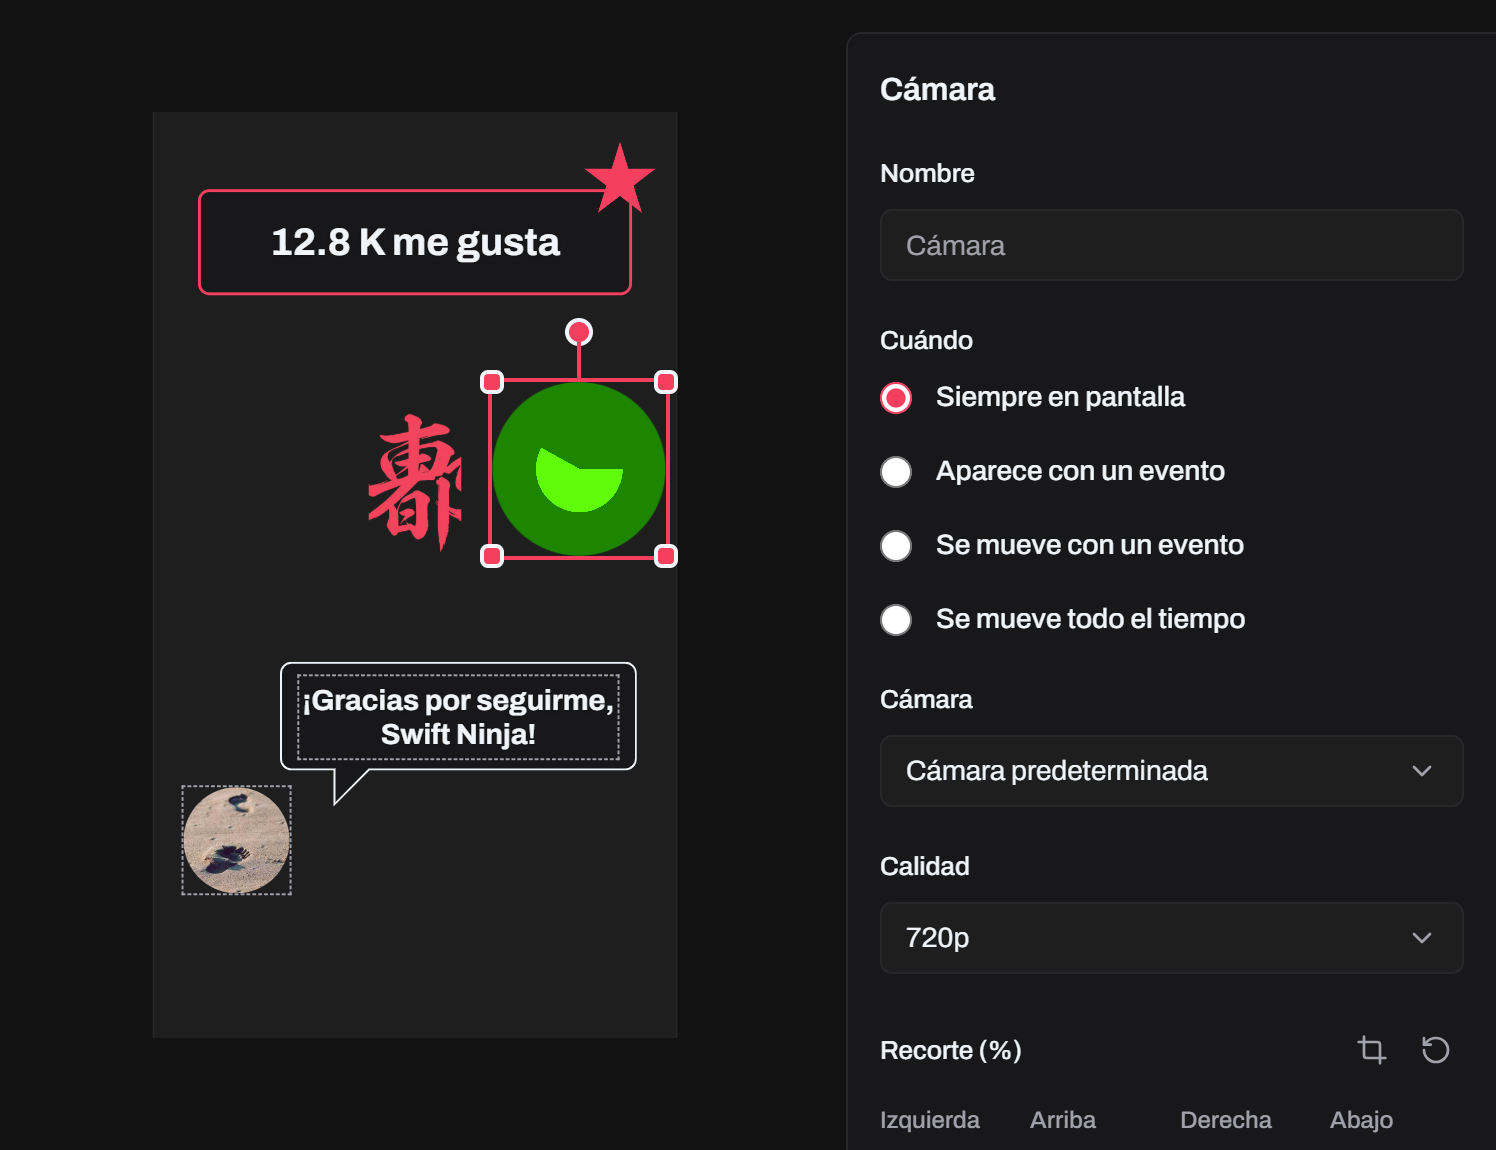 12.8 K me gusta
¡Gracias por seguirme,
Swift Ninja!
Cámara
Nombre
Cámara
Cuándo
Siempre en pantalla
Aparece con un evento
Se mueve con un evento
Se mueve todo el tiempo
Cámara
Cámara predeterminada
Calidad
720p
Recorte (%)
Izquierda Arriba Derecha Abajo